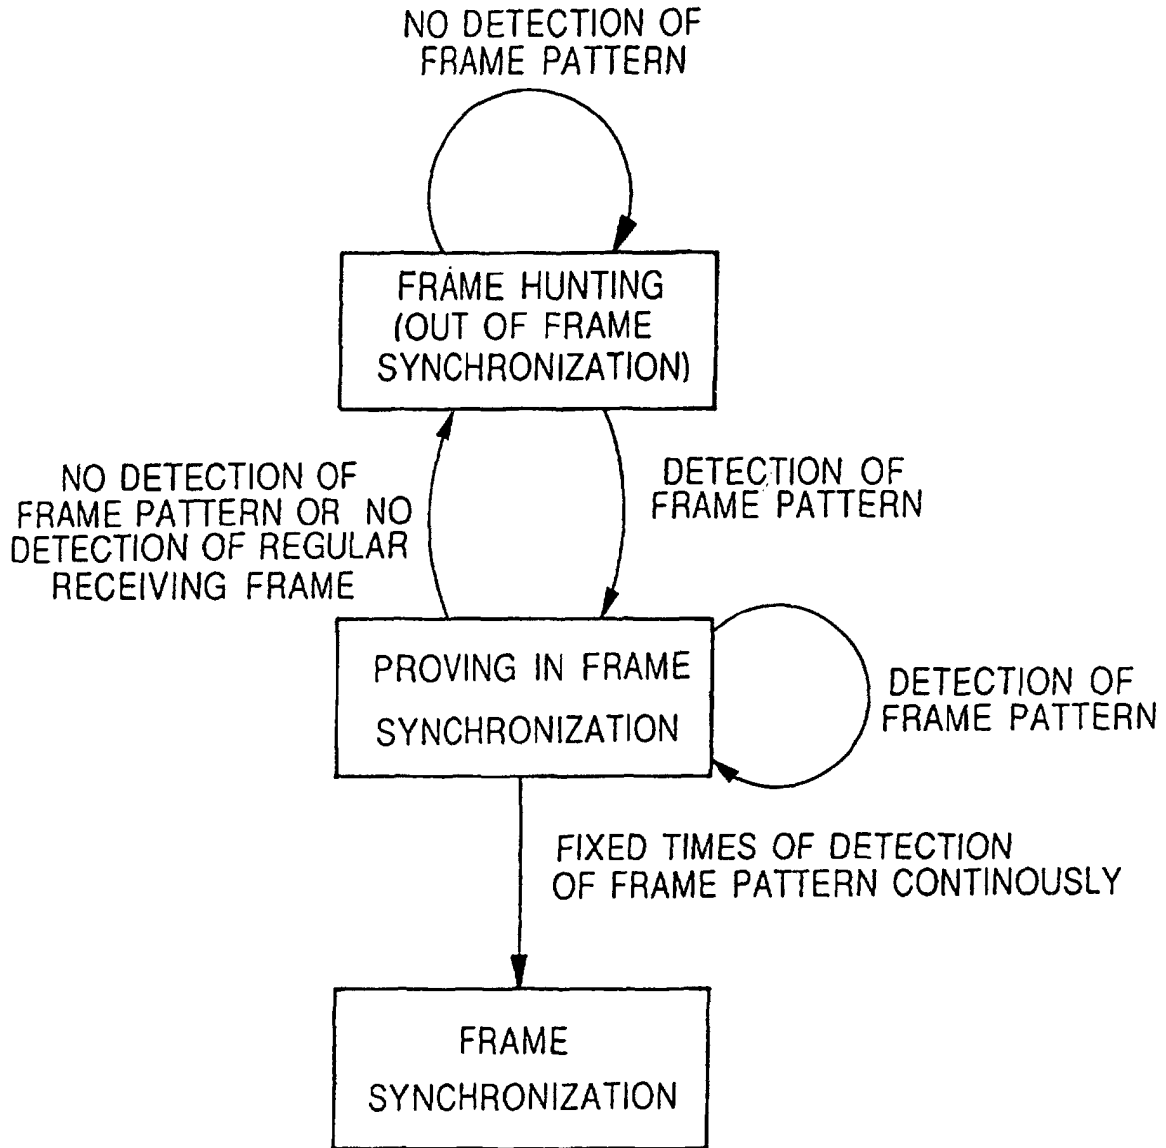 NO DETECTION OF
FRAME PATTERN
FRAME HUNTING
(OUT OF FRAME
SYNCHRONIZATION)
NO DETECTION OF
FRAME PATTERN OR NO
DETECTION OF REGULAR
RECEIVING FRAME
DETECTION OF
FRAME PATTERN
PROVING IN FRAME
SYNCHRONIZATION
DETECTION OF
FRAME PATTERN
FIXED TIMES OF DETECTION
OF FRAME PATTERN CONTINOUSLY
FRAME
SYNCHRONIZATION